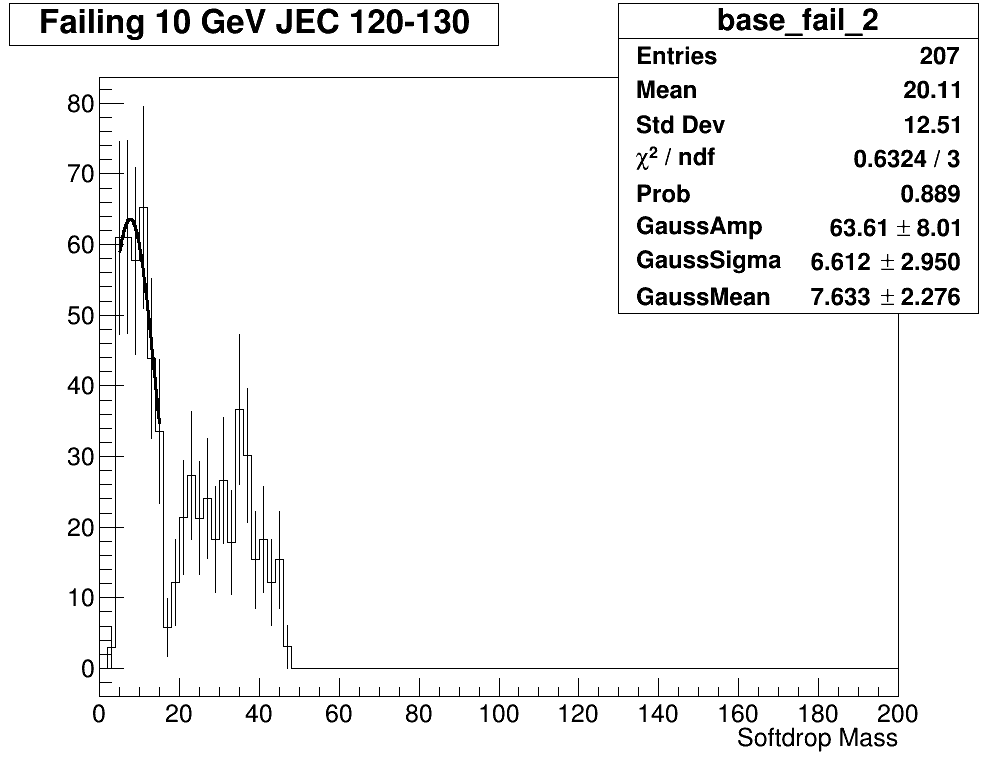 Failing 10 GeV JEC 120-130
base_fail_2
Entries 207
Mean 20.11
Std Dev 12.51
χ² / ndf 0.6324 / 3
Prob 0.889
GaussAmp 63.61 ± 8.01
GaussSigma 6.612 ± 2.950
GaussMean 7.633 ± 2.276
80
70
60
50
40
30
20
10
0
0 20 40 60 80 100 120 140 160 180 200
Softdrop Mass